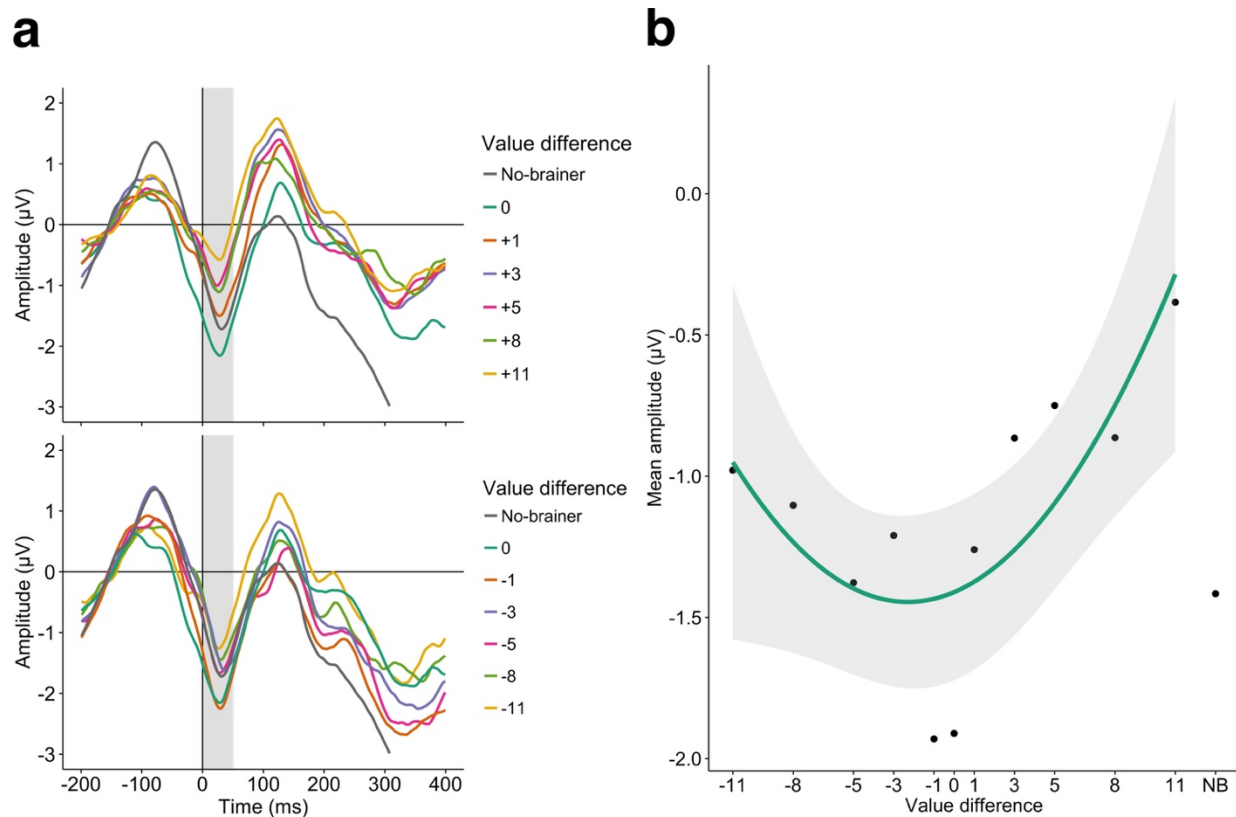 a
2
1
0
-1
-2
-3
Amplitude (µV)
Value difference
No-brainer
0
+1
+3
+5
+8
+11
2
1
0
-1
-2
-3
Amplitude (µV)
-200 -100 0 100 200 300 400
Time (ms)
Value difference
No-brainer
0
-1
-3
-5
-8
-11
b
0.0
-0.5
-1.0
-1.5
-2.0
Mean amplitude (µV)
-11 -8 -5 -3 -1 0 1 3 5 8 11 NB
Value difference